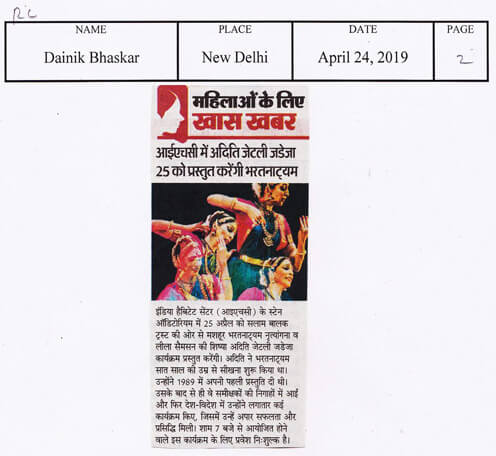 RC
NAME PLACE DATE PAGE
Dainik Bhaskar New Delhi April 24, 2019 2
महिलाओं के लिए
खास खबर
आईएचसी में अदिति जेटली जडेजा
25 को प्रस्तुत करेंगी भरतनाट्यम
इंडिया हैबिटेट सेंटर (आइएचसी) के स्टेन
ऑडिटोरियम में 25 अप्रैल को सलाम बालक
ट्रस्ट की ओर से मशहूर भरतनाट्यम नृत्यांगना व
लीला सैमसन की शिष्या अदिति जेटली जडेजा
कार्यक्रम प्रस्तुत करेंगी। अदिति ने भरतनाट्यम
सात साल की उम्र से सीखना शुरू किया था।
उन्होंने 1989 में अपनी पहली प्रस्तुति दी थी।
उसके बाद से ही वे समीक्षकों की निगाहों में आईं
और फिर देश-विदेश में उन्होंने लगातार कई
कार्यक्रम किए, जिसमें उन्हें अपार सफलता और
प्रसिद्धि मिली। शाम 7 बजे से आयोजित होने
वाले इस कार्यक्रम के लिए प्रवेश निःशुल्क है।